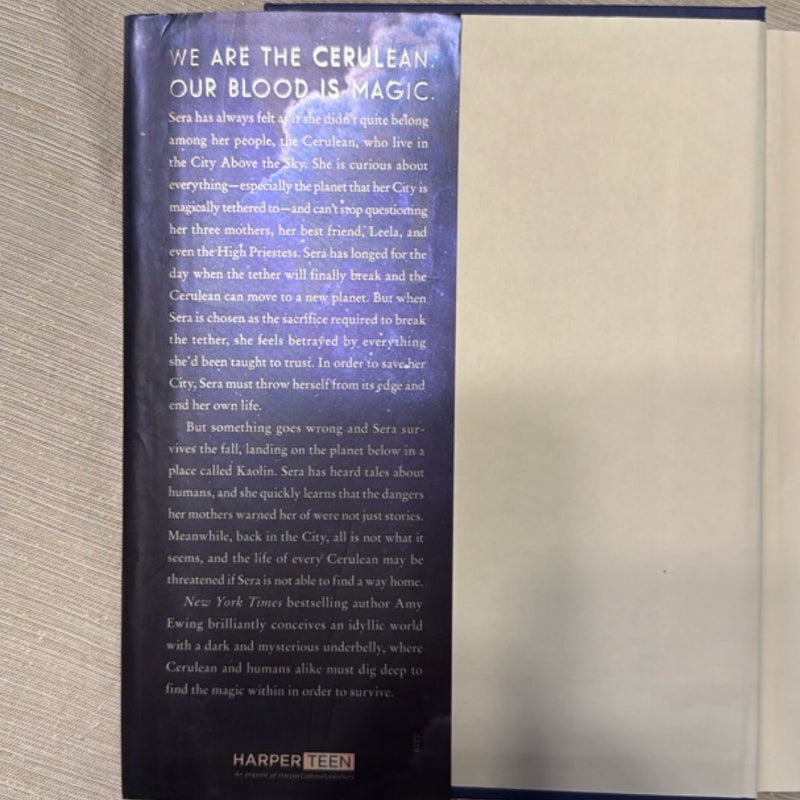 WE ARE THE CERULEAN.
OUR BLOOD IS MAGIC.
Sera has always felt as if she didn't quite belong
among her people, the Cerulean, who live in
the City Above the Sky. She is curious about
everything—especially the planet that her City is
magically tethered to—and can't stop questioning
her three mothers, her best friend, Leela, and
even the High Priestess. Sera has longed for the
day when the tether will finally break and the
Cerulean can move to a new planet. But when
Sera is chosen as the sacrifice required to break
the tether, she feels betrayed by everything
she'd been taught to trust. In order to save her
City, Sera must throw herself from its edge and
end her own life.
But something goes wrong and Sera sur-
vives the fall, landing on the planet below in a
place called Kaolin. Sera has heard tales about
humans, and she quickly learns that the dangers
her mothers warned her of were not just stories.
Meanwhile, back in the City, all is not what it
seems, and the life of every Cerulean may be
threatened if Sera is not able to find a way home.
New York Times bestselling author Amy
Ewing brilliantly conceives an idyllic world
with a dark and mysterious underbelly, where
Cerulean and humans alike must dig deep to
find the magic within in order to survive.
HARPER TEEN
An Imprint of HarperCollinsPublishers